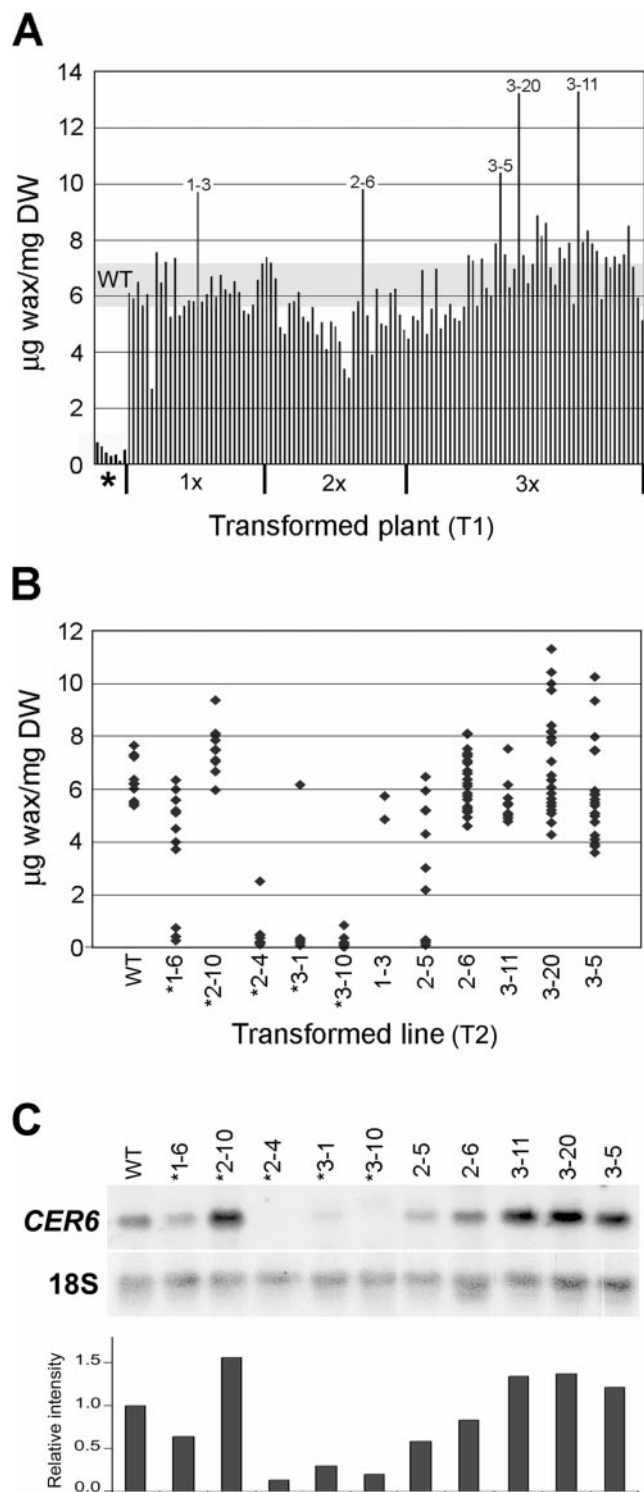 A
µg wax/mg DW
14
12
10
8
6
4
2
0
WT
1-3
2-6
3-5
3-20
3-11
*
1x
2x
3x
Transformed plant (T1)
B
µg wax/mg DW
12
10
8
6
4
2
0
WT
*1-6
*2-10
*2-4
*3-1
*3-10
1-3
2-5
2-6
3-11
3-20
3-5
Transformed line (T2)
C
WT
*1-6
*2-10
*2-4
*3-1
*3-10
2-5
2-6
3-11
3-20
3-5
CER6
18S
Relative intensity
1.5
1.0
0.5
0.0